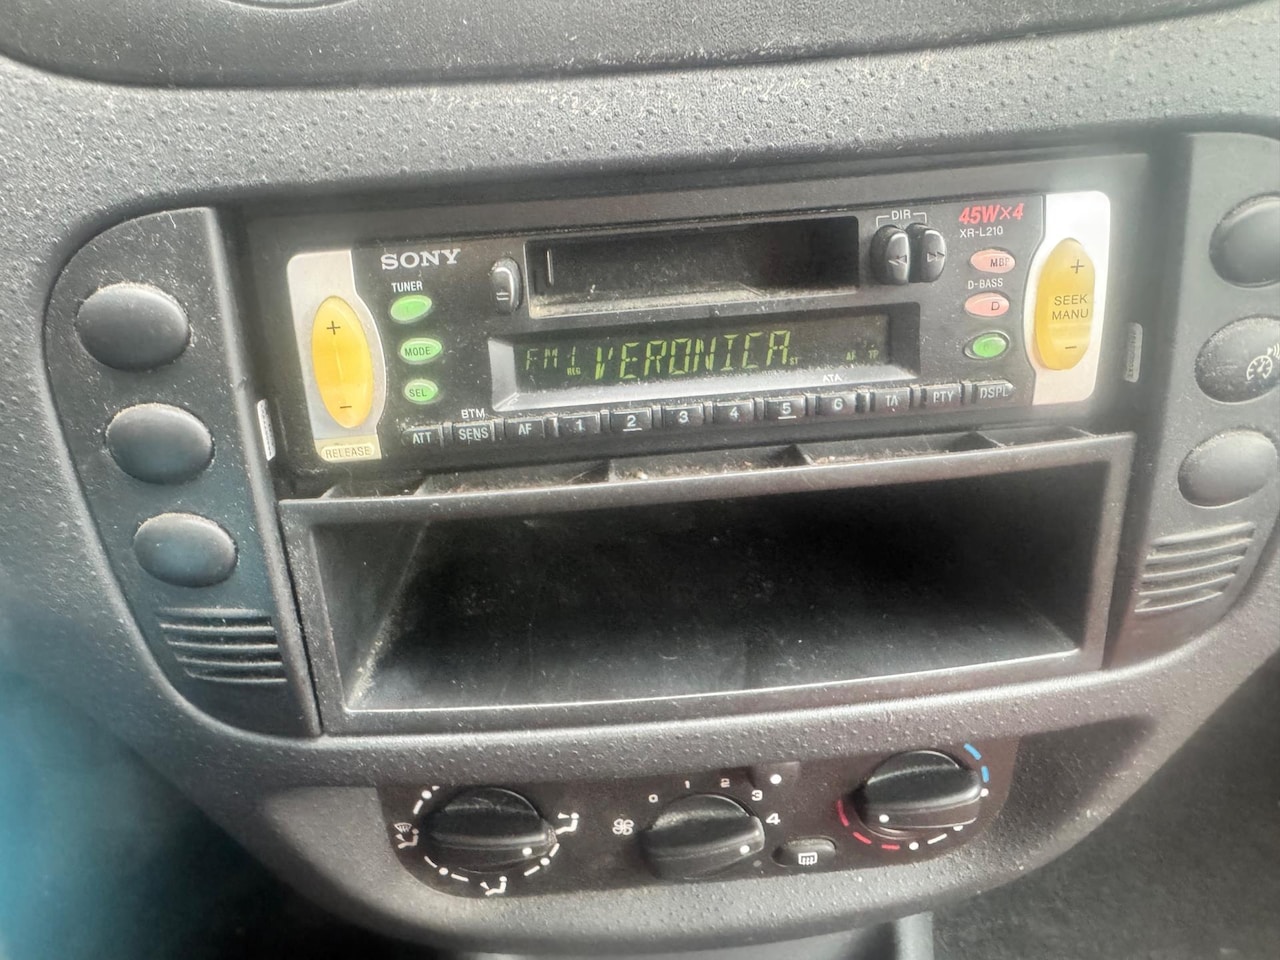 SONY
DIR
45W×4
XR-L210
TUNER
MBP
+
SEEK
MANU
−
D-BASS
D
+
−
MODE
SEL
FM1 REG VERONICA ST AF TP
ATA
BTM
RELEASE
ATT SENS AF 1 2 3 4 5 6 TA PTY DSPL
0 1 2 3 4